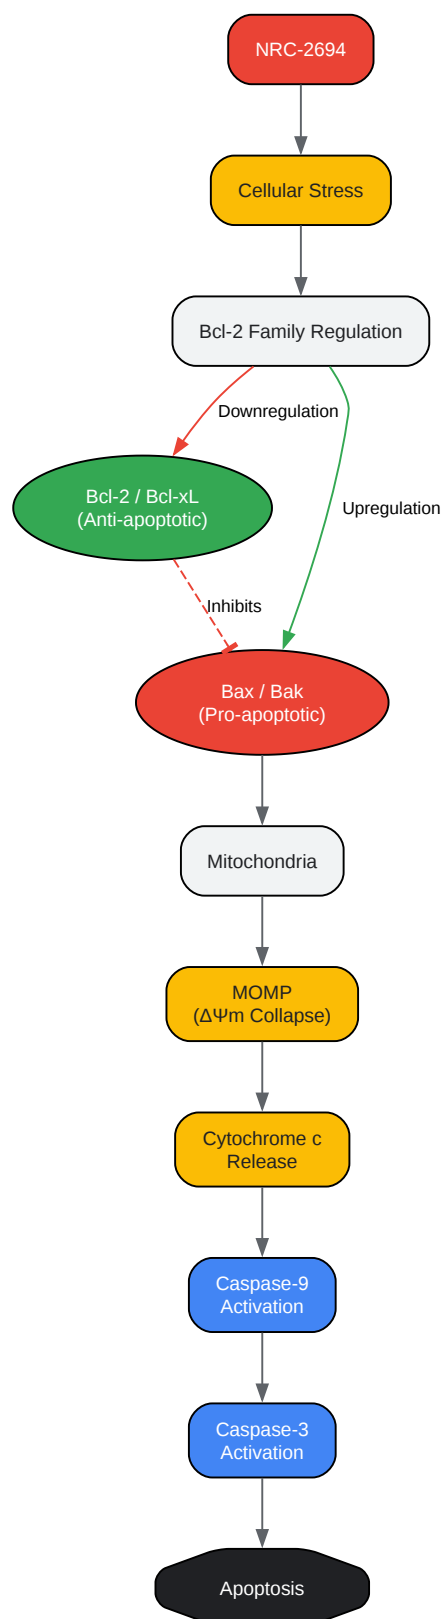 NRC-2694
Cellular Stress
Bcl-2 Family Regulation
Downregulation
Bcl-2 / Bcl-xL
(Anti-apoptotic)
Upregulation
Inhibits
Bax / Bak
(Pro-apoptotic)
Mitochondria
MOMP
(ΔΨm Collapse)
Cytochrome c
Release
Caspase-9
Activation
Caspase-3
Activation
Apoptosis